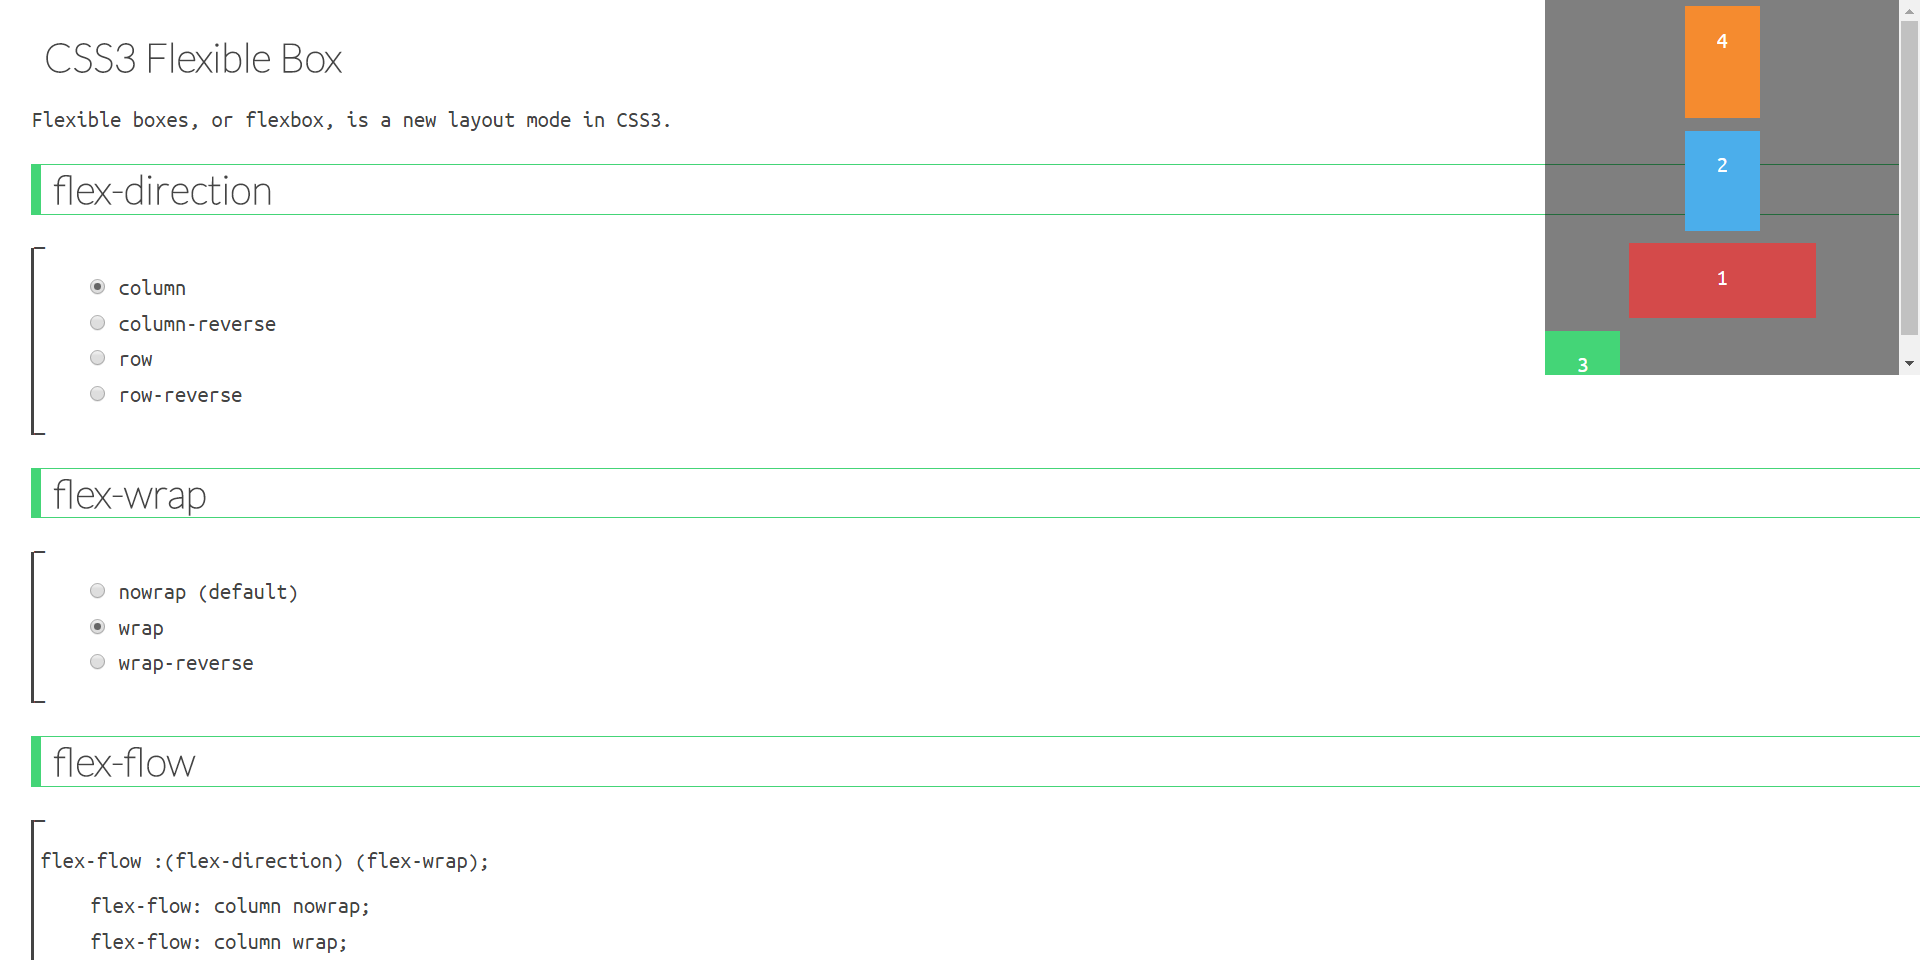 CSS3 Flexible Box
Flexible boxes, or flexbox, is a new layout mode in CSS3.
flex-direction
column
column-reverse
row
row-reverse
flex-wrap
nowrap (default)
wrap
wrap-reverse
flex-flow
flex-flow :(flex-direction) (flex-wrap);
flex-flow: column nowrap;
flex-flow: column wrap;
4
2
1
3